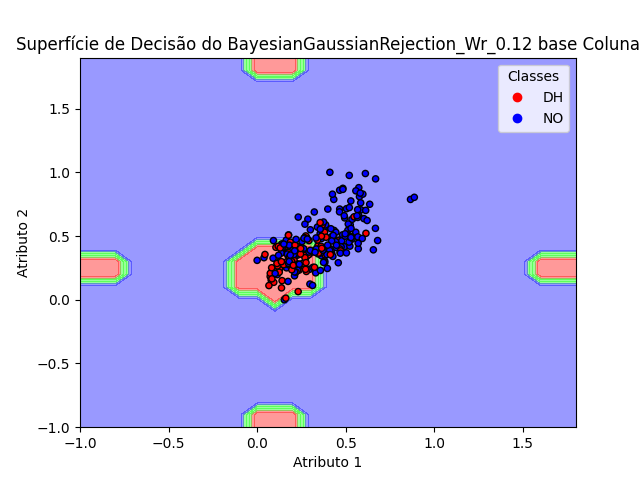 Superfície de Decisão do BayesianGaussianRejection_Wr_0.12 base Coluna
Classes
DH
NO
Atributo 2
1.5
1.0
0.5
0.0
−0.5
−1.0
−1.0 −0.5 0.0 0.5 1.0 1.5
Atributo 1